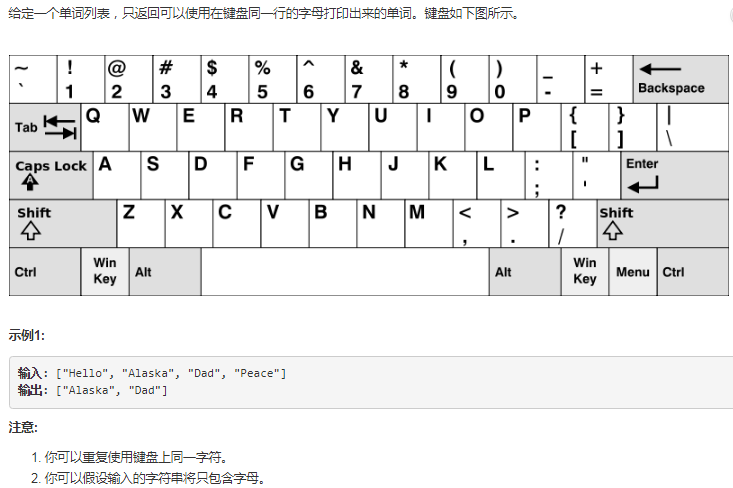 给定一个单词列表，只返回可以使用在键盘同一行的字母打印出来的单词。键盘如下图所示。
~ ! @ # $ % ^ & * ( ) _ +
` 1 2 3 4 5 6 7 8 9 0 - = Backspace
Tab Q W E R T Y U I O P { } |
[ ] \
Caps Lock A S D F G H J K L : " Enter
; '
Shift Z X C V B N M < > ? Shift
, . /
Ctrl Win Key Alt Alt Win Key Menu Ctrl
示例1:
输入: ["Hello", "Alaska", "Dad", "Peace"]
输出: ["Alaska", "Dad"]
注意:
1. 你可以重复使用键盘上同一字符。
2. 你可以假设输入的字符串将只包含字母。